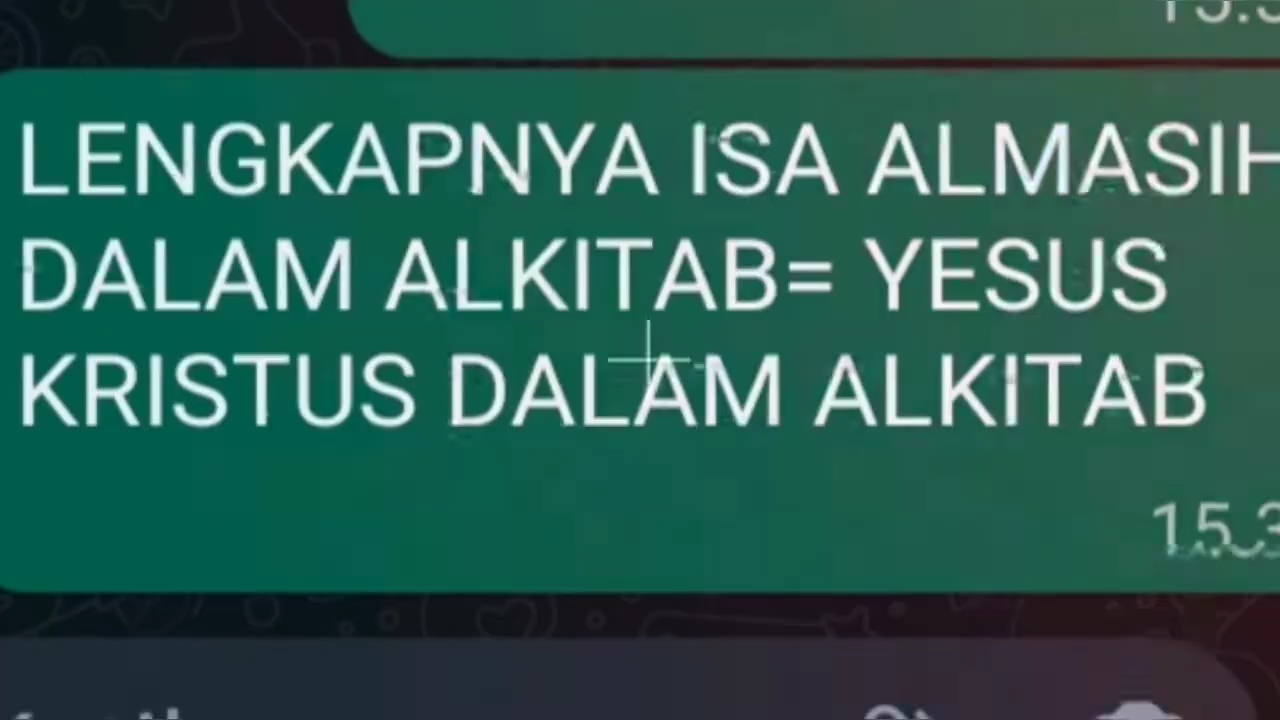 LENGKAPNYA ISA ALMASIH
DALAM ALKITAB= YESUS
KRISTUS DALAM ALKITAB